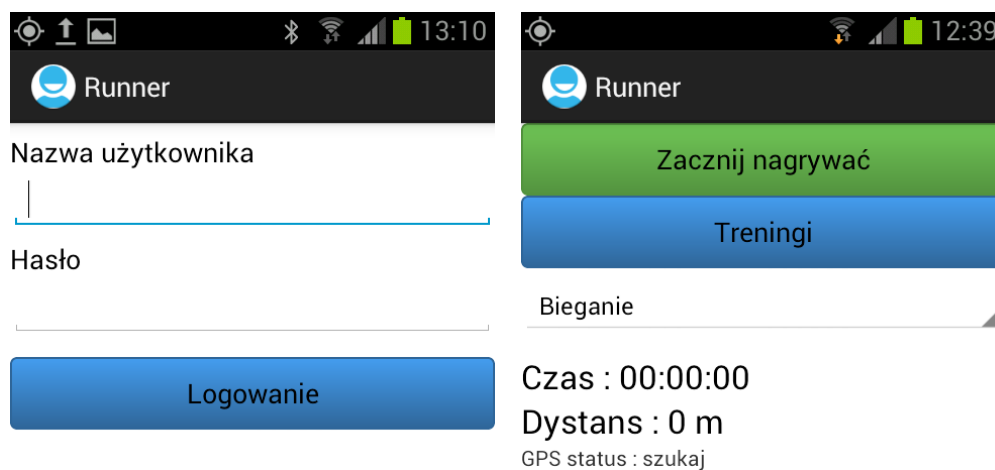 13:10
Runner
Nazwa użytkownika
Hasło
Logowanie
12:39
Runner
Zacznij nagrywać
Treningi
Bieganie
Czas : 00:00:00
Dystans : 0 m
GPS status : szukaj